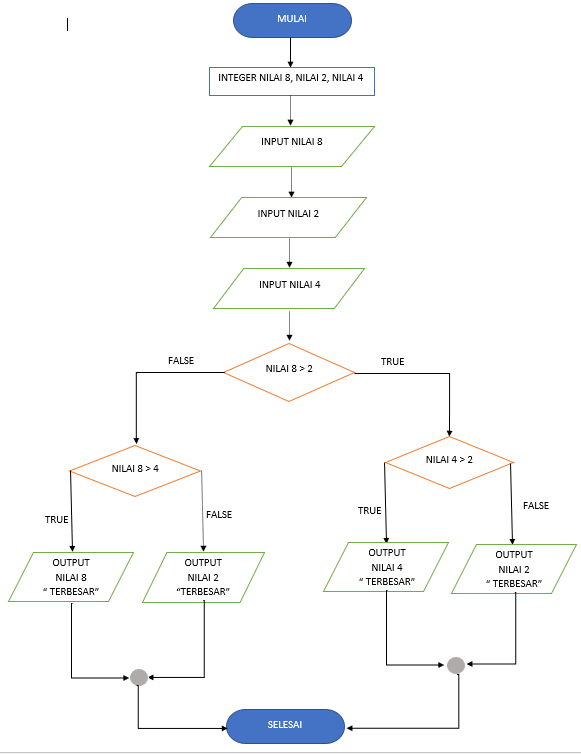 MULAI
INTEGER NILAI 8, NILAI 2, NILAI 4
INPUT NILAI 8
INPUT NILAI 2
INPUT NILAI 4
NILAI 8 > 2
FALSE
TRUE
NILAI 8 > 4
NILAI 4 > 2
TRUE
FALSE
TRUE
FALSE
OUTPUT
NILAI 8
“ TERBESAR”
OUTPUT
NILAI 2
“TERBESAR”
OUTPUT
NILAI 4
“ TERBESAR”
OUTPUT
NILAI 2
“ TERBESAR”
SELESAI